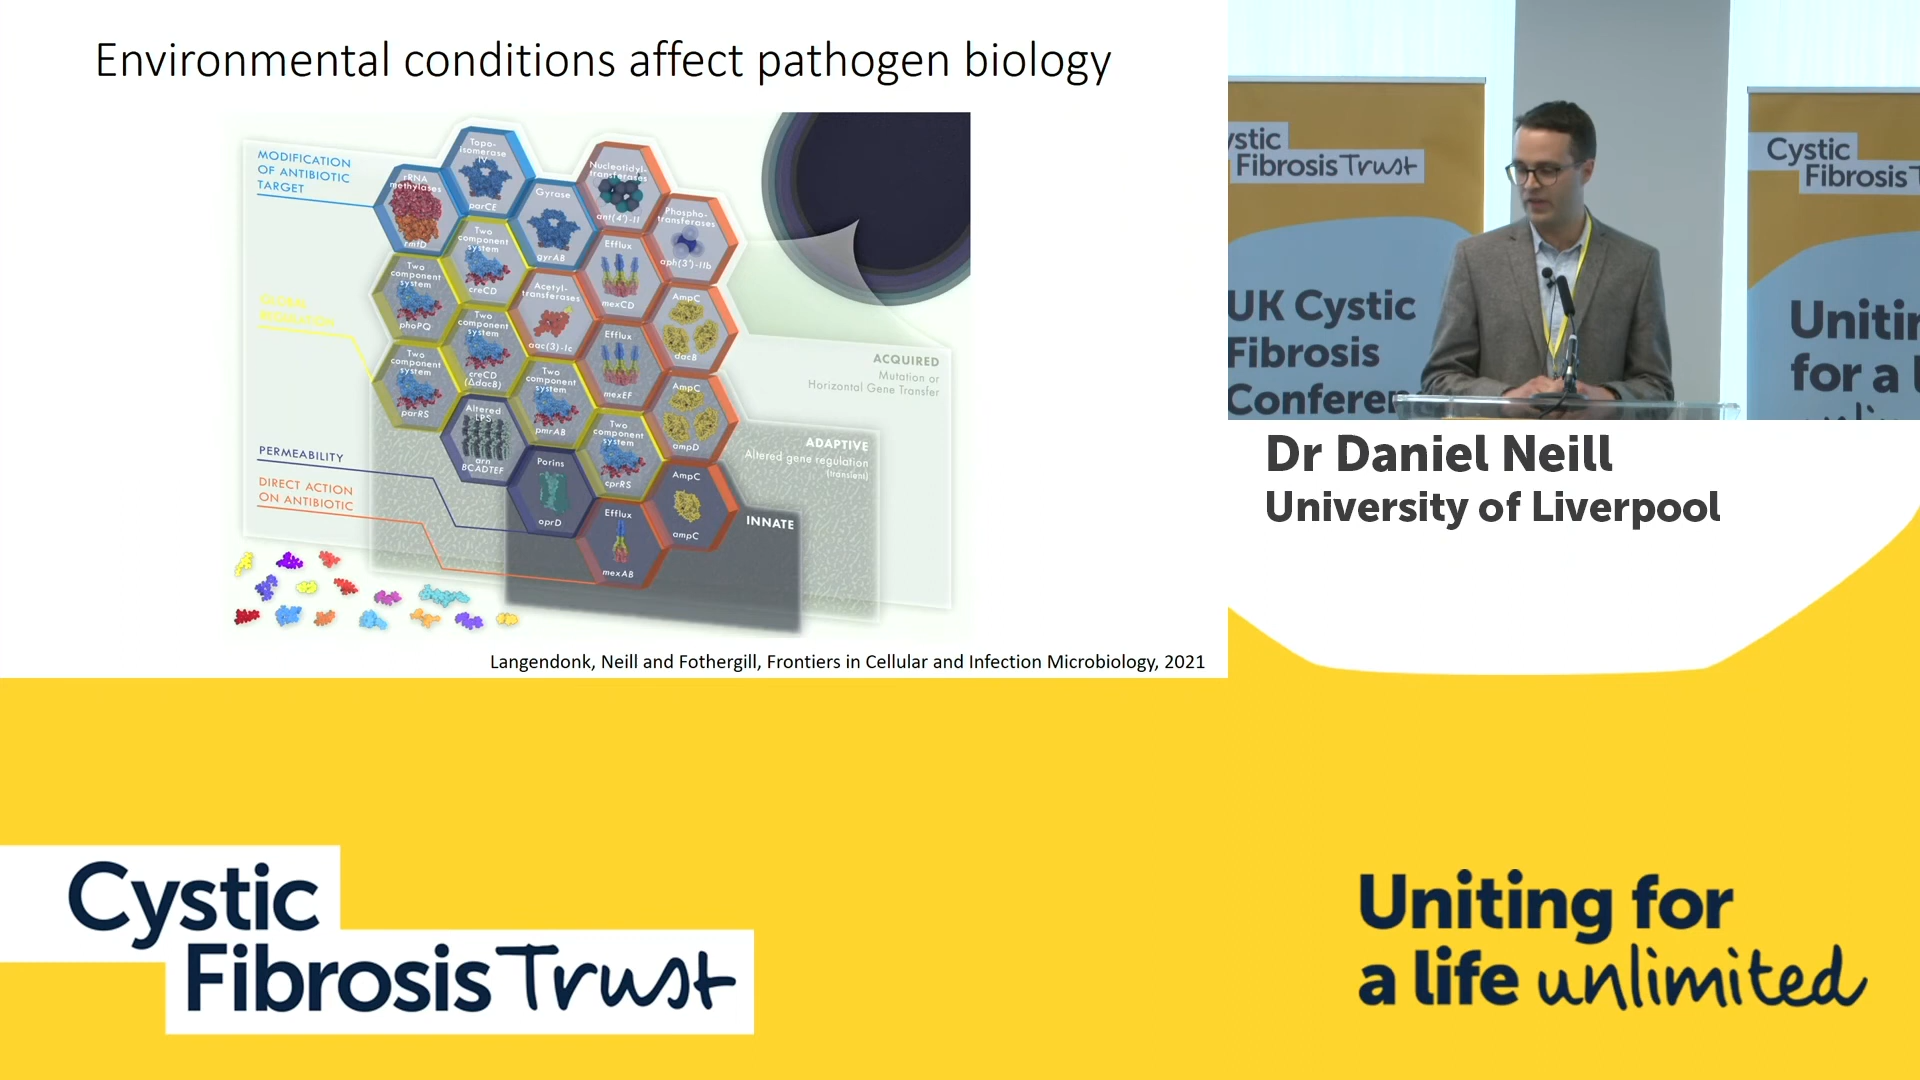 Environmental conditions affect pathogen biology
MODIFICATION
OF ANTIBIOTIC
TARGET
GLOBAL
REGULATION
PERMEABILITY
DIRECT ACTION
ON ANTIBIOTIC
rRNA
methylases
rmtD
Topo-
isomerase
IV
parCE
Gyrase
gyrAB
Nucleotidyl-
transferases
ant(4')-II
Phospho-
transferases
aph(3')-IIb
Two
component
system
phoPQ
Two
component
system
creCD
Acetyl-
transferases
aac(3)-Ic
Efflux
mexCD
AmpC
dacB
Two
component
system
parRS
Two
component
system
creCD
(ΔdacB)
Two
component
system
pmrAB
Efflux
mexEF
AmpC
ampD
Altered
LPS
arn
BCADTEF
Porins
oprD
Two
component
system
cprRS
Efflux
mexAB
AmpC
ampC
ACQUIRED
Mutation or
Horizontal Gene Transfer
ADAPTIVE
Altered gene regulation
(transient)
INNATE
Langendonk, Neill and Fothergill, Frontiers in Cellular and Infection Microbiology, 2021
ystic
Fibrosis Trust
UK Cystic
Fibrosis
Conferen
Cystic
Fibrosis T
Unitin
for a l
Dr Daniel Neill
University of Liverpool
Cystic
Fibrosis Trust
Uniting for
a life unlimited